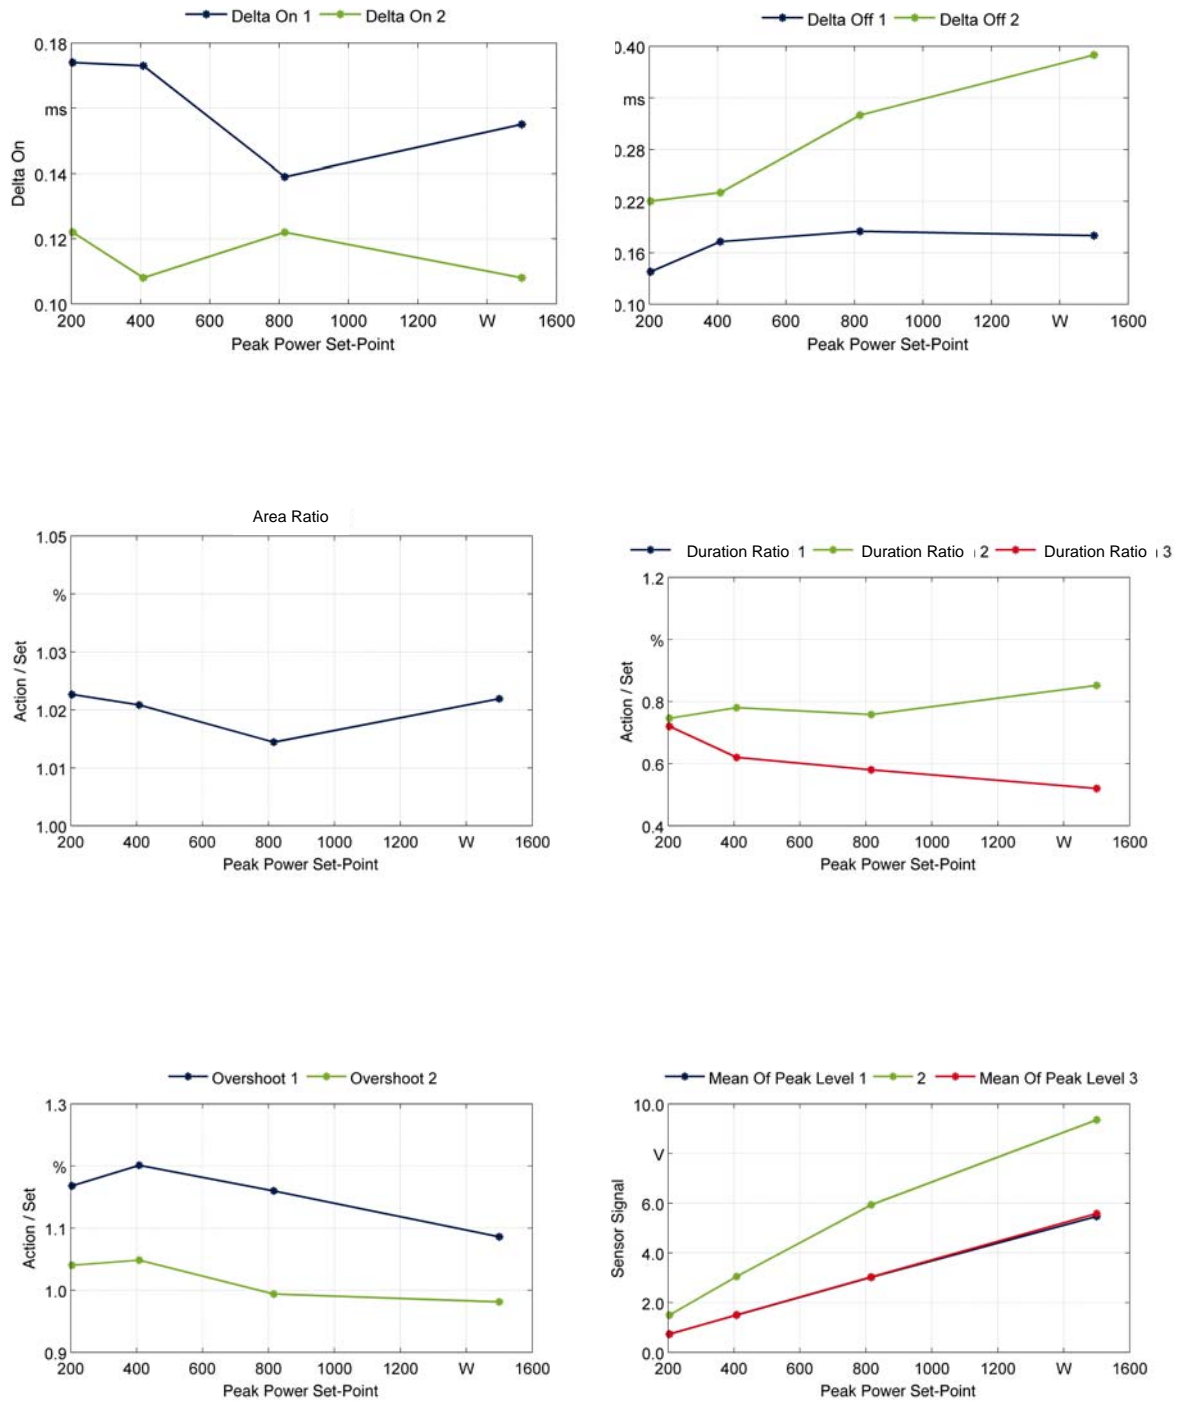 Delta On 1 Delta On 2
0.18
ms
0.14
0.12
0.10
Delta On
200 400 600 800 1000 1200 W 1600
Peak Power Set-Point
Delta Off 1 Delta Off 2
0.40
ms
0.28
0.22
0.16
0.10
200 400 600 800 1000 1200 W 1600
Peak Power Set-Point
Area Ratio
1.05
%
1.03
1.02
1.01
1.00
Action / Set
200 400 600 800 1000 1200 W 1600
Peak Power Set-Point
Duration Ratio 1 Duration Ratio 2 Duration Ratio 3
1.2
%
0.8
0.6
0.4
Action / Set
200 400 600 800 1000 1200 W 1600
Peak Power Set-Point
Overshoot 1 Overshoot 2
1.3
%
1.1
1.0
0.9
Action / Set
200 400 600 800 1000 1200 W 1600
Peak Power Set-Point
Mean Of Peak Level 1 2 Mean Of Peak Level 3
10.0
V
6.0
4.0
2.0
0.0
Sensor Signal
200 400 600 800 1000 1200 W 1600
Peak Power Set-Point